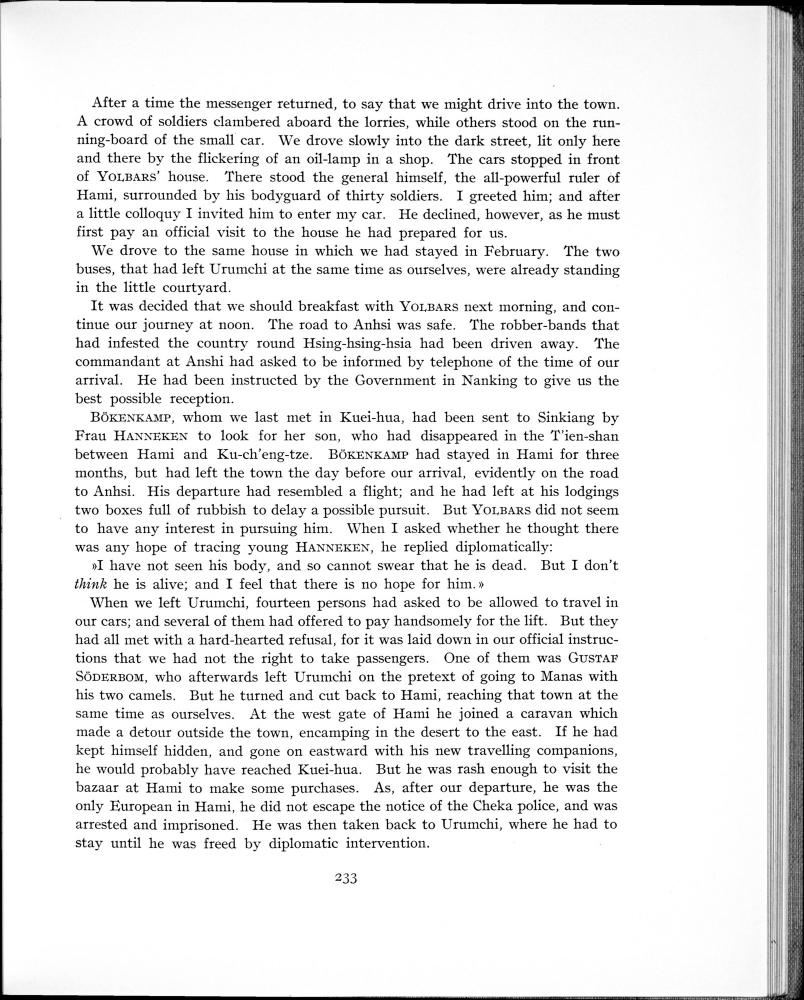 After a time the messenger returned, to say that we might drive into the town.
A crowd of soldiers clambered aboard the lorries, while others stood on the run-
ning-board of the small car. We drove slowly into the dark street, lit only here
and there by the flickering of an oil-lamp in a shop. The cars stopped in front
of YOLBARS' house. There stood the general himself, the all-powerful ruler of
Hami, surrounded by his bodyguard of thirty soldiers. I greeted him; and after
a little colloquy I invited him to enter my car. He declined, however, as he must
first pay an official visit to the house he had prepared for us.
We drove to the same house in which we had stayed in February. The two
buses, that had left Urumchi at the same time as ourselves, were already standing
in the little courtyard.
It was decided that we should breakfast with YOLBARS next morning, and con-
tinue our journey at noon. The road to Anhsi was safe. The robber-bands that
had infested the country round Hsing-hsing-hsia had been driven away. The
commandant at Anshi had asked to be informed by telephone of the time of our
arrival. He had been instructed by the Government in Nanking to give us the
best possible reception.
BÖKENKAMP, whom we last met in Kuei-hua, had been sent to Sinkiang by
Frau HANNEKEN to look for her son, who had disappeared in the T'ien-shan
between Hami and Ku-ch'eng-tze. BÖKENKAMP had stayed in Hami for three
months, but had left the town the day before our arrival, evidently on the road
to Anhsi. His departure had resembled a flight; and he had left at his lodgings
two boxes full of rubbish to delay a possible pursuit. But YOLBARS did not seem
to have any interest in pursuing him. When I asked whether he thought there
was any hope of tracing young HANNEKEN, he replied diplomatically:
»I have not seen his body, and so cannot swear that he is dead. But I don't
think he is alive; and I feel that there is no hope for him.»
When we left Urumchi, fourteen persons had asked to be allowed to travel in
our cars; and several of them had offered to pay handsomely for the lift. But they
had all met with a hard-hearted refusal, for it was laid down in our official instruc-
tions that we had not the right to take passengers. One of them was GUSTAF
SÖDERBOM, who afterwards left Urumchi on the pretext of going to Manas with
his two camels. But he turned and cut back to Hami, reaching that town at the
same time as ourselves. At the west gate of Hami he joined a caravan which
made a detour outside the town, encamping in the desert to the east. If he had
kept himself hidden, and gone on eastward with his new travelling companions,
he would probably have reached Kuei-hua. But he was rash enough to visit the
bazaar at Hami to make some purchases. As, after our departure, he was the
only European in Hami, he did not escape the notice of the Cheka police, and was
arrested and imprisoned. He was then taken back to Urumchi, where he had to
stay until he was freed by diplomatic intervention.
233